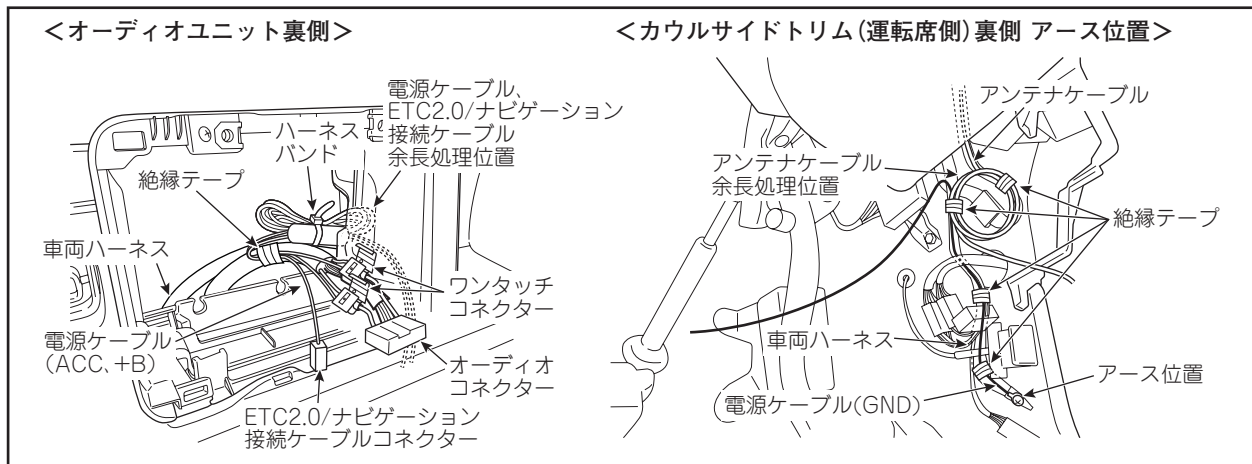 ＜オーディオユニット裏側＞
電源ケーブル、
ETC2.0/ナビゲーション
接続ケーブル
余長処理位置
ハーネス
バンド
絶縁テープ
車両ハーネス
ワンタッチ
コネクター
電源ケーブル
(ACC、+B)
オーディオ
コネクター
ETC2.0/ナビゲーション
接続ケーブルコネクター
＜カウルサイドトリム(運転席側)裏側 アース位置＞
アンテナケーブル
アンテナケーブル
余長処理位置
絶縁テープ
車両ハーネス
アース位置
電源ケーブル(GND)